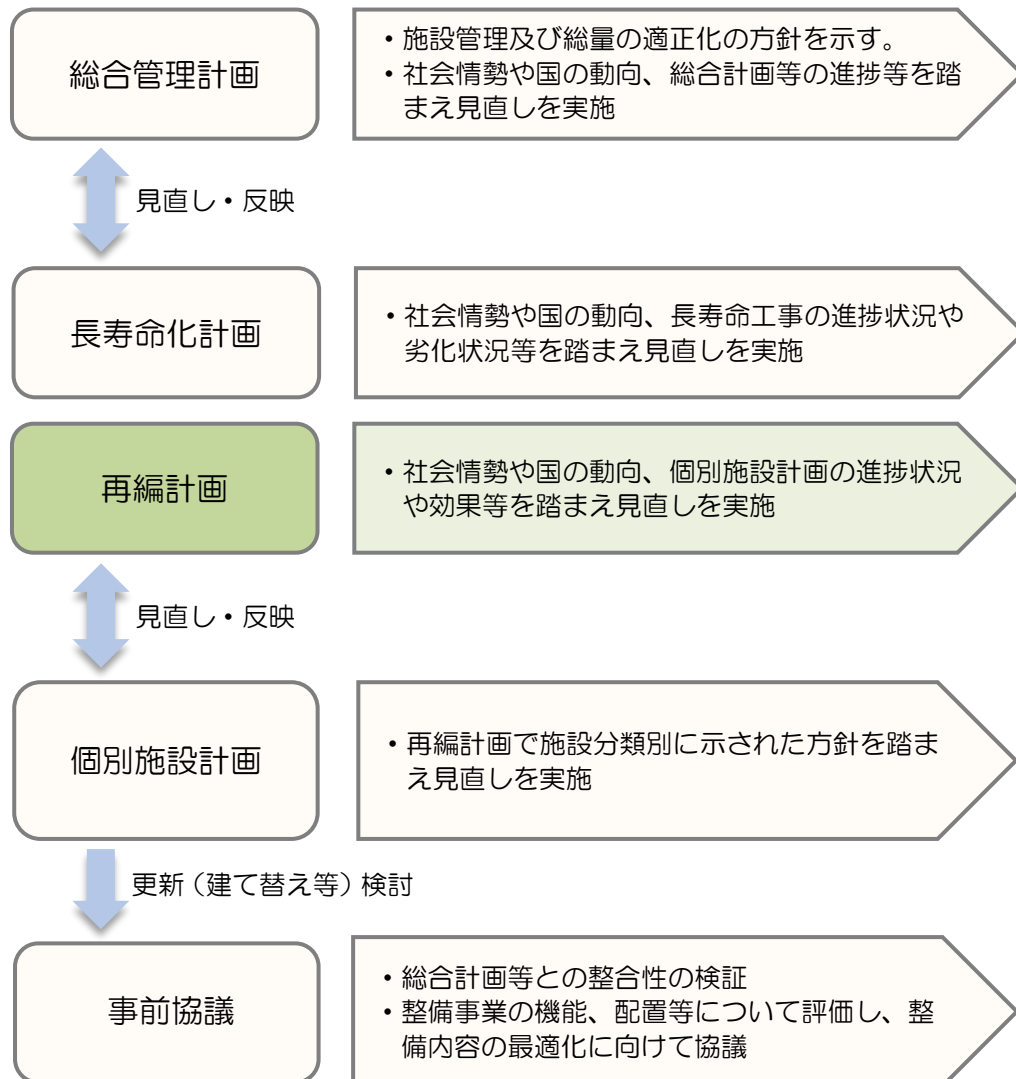 総合管理計画
・施設管理及び総量の適正化の方針を示す。
・社会情勢や国の動向、総合計画等の進捗等を踏
まえ見直しを実施
見直し・反映
長寿命化計画
・社会情勢や国の動向、長寿命工事の進捗状況や
劣化状況等を踏まえ見直しを実施
再編計画
・社会情勢や国の動向、個別施設計画の進捗状況
や効果等を踏まえ見直しを実施
見直し・反映
個別施設計画
・再編計画で施設分類別に示された方針を踏ま
え見直しを実施
更新（建て替え等）検討
事前協議
・総合計画等との整合性の検証
・整備事業の機能、配置等について評価し、整
備内容の最適化に向けて協議